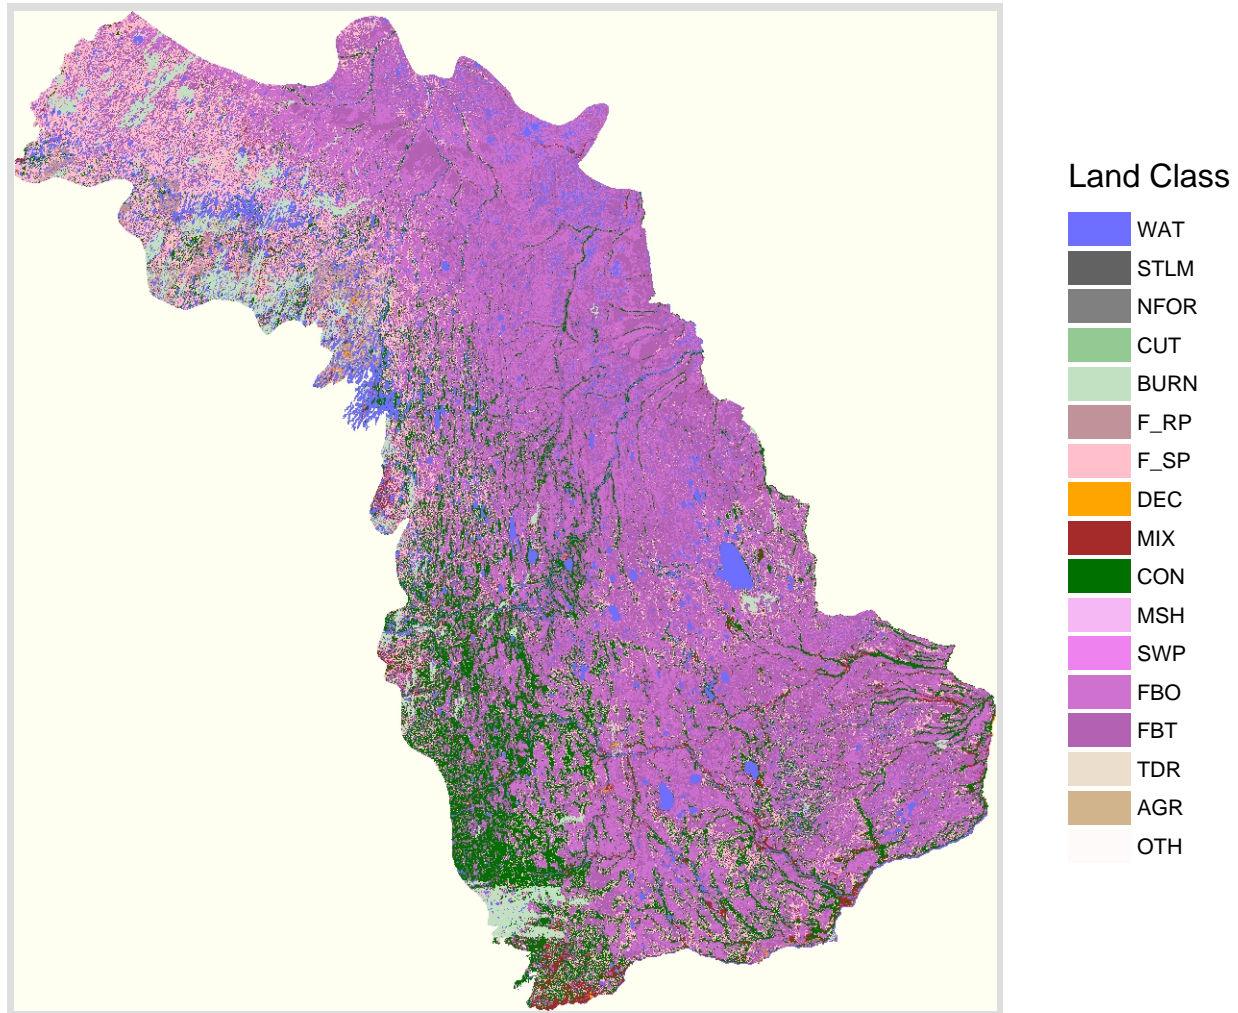 Land Class
WAT
STLM
NFOR
CUT
BURN
F_RP
F_SP
DEC
MIX
CON
MSH
SWP
FBO
FBT
TDR
AGR
OTH